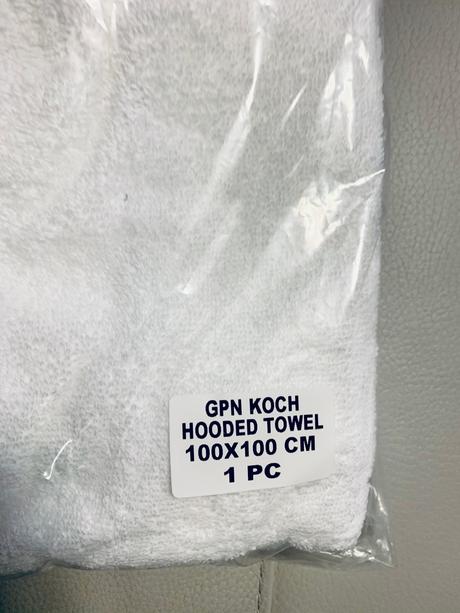 GPN KOCH
HOODED TOWEL
100X100 CM
1 PC